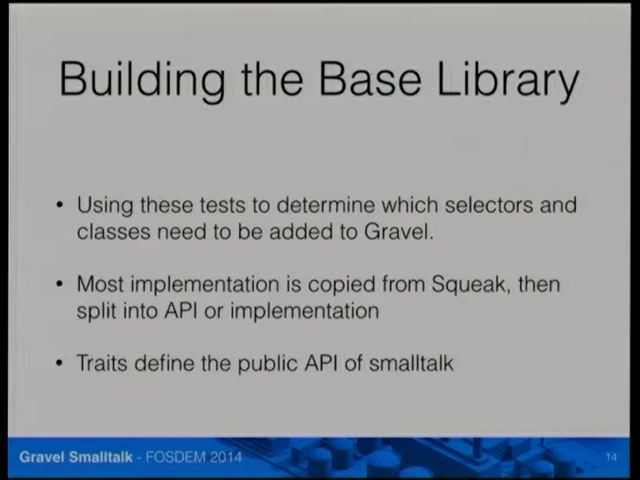 Building the Base Library
• Using these tests to determine which selectors and
classes need to be added to Gravel.
• Most implementation is copied from Squeak, then
split into API or implementation
• Traits define the public API of smalltalk
Gravel Smalltalk - FOSDEM 2014
14